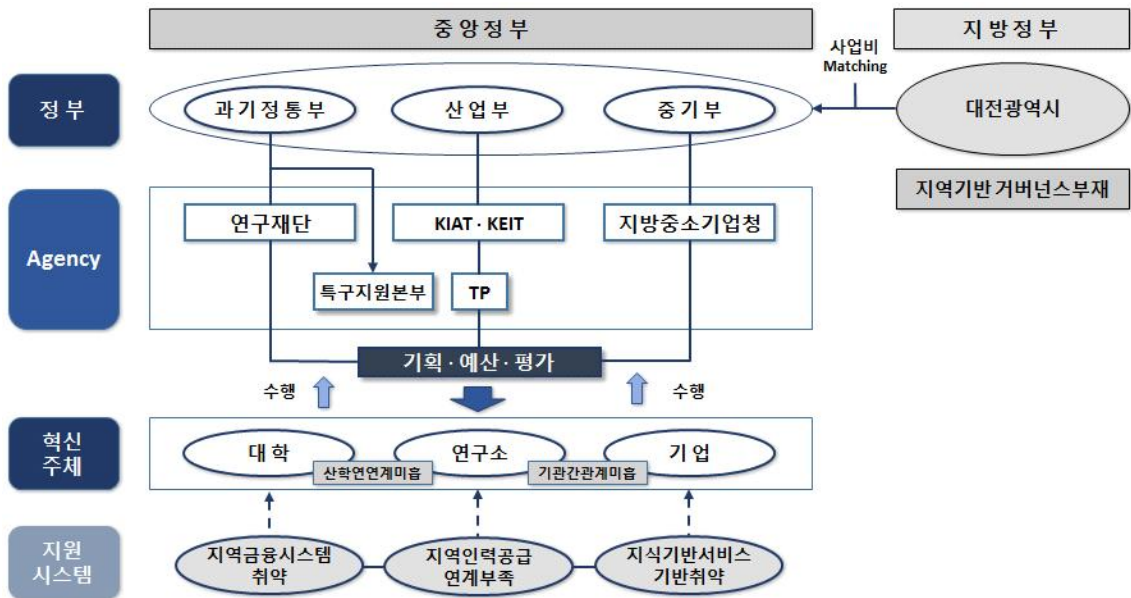 중앙정부
지방정부
사업비
Matching
정부
과기정통부
산업부
중기부
대전광역시
지역기반거버넌스부재
Agency
연구재단
KIAT · KEIT
지방중소기업청
특구지원본부
TP
기획·예산·평가
수행
수행
혁신
주체
대학
연구소
기업
산학연연계미흡
기관간관계미흡
지원
시스템
지역금융시스템
취약
지역인력공급
연계부족
지식기반서비스
기반취약